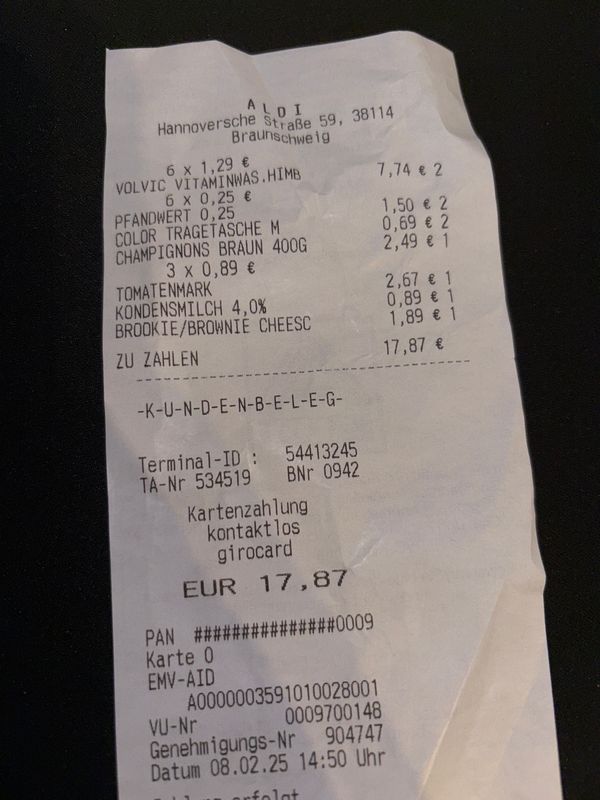 ALDI
Hannoversche Straße 59, 38114
Braunschweig
6 x 1,29 €
VOLVIC VITAMINWAS.HIMB 7,74 € 2
6 x 0,25 €
PFANDWERT 0,25 1,50 € 2
COLOR TRAGETASCHE M 0,69 € 2
CHAMPIGNONS BRAUN 400G 2,49 € 1
3 x 0,89 €
TOMATENMARK 2,67 € 1
KONDENSMILCH 4,0% 0,89 € 1
BROOKIE/BROWNIE CHEESC 1,89 € 1
ZU ZAHLEN 17,87 €
-K-U-N-D-E-N-B-E-L-E-G-
Terminal-ID : 54413245
TA-Nr 534519 BNr 0942
Kartenzahlung
kontaktlos
girocard
EUR 17,87
PAN ###############0009
Karte 0
EMV-AID
A0000003591010028001
VU-Nr 0009700148
Genehmigungs-Nr 904747
Datum 08.02.25 14:50 Uhr
erfolgt